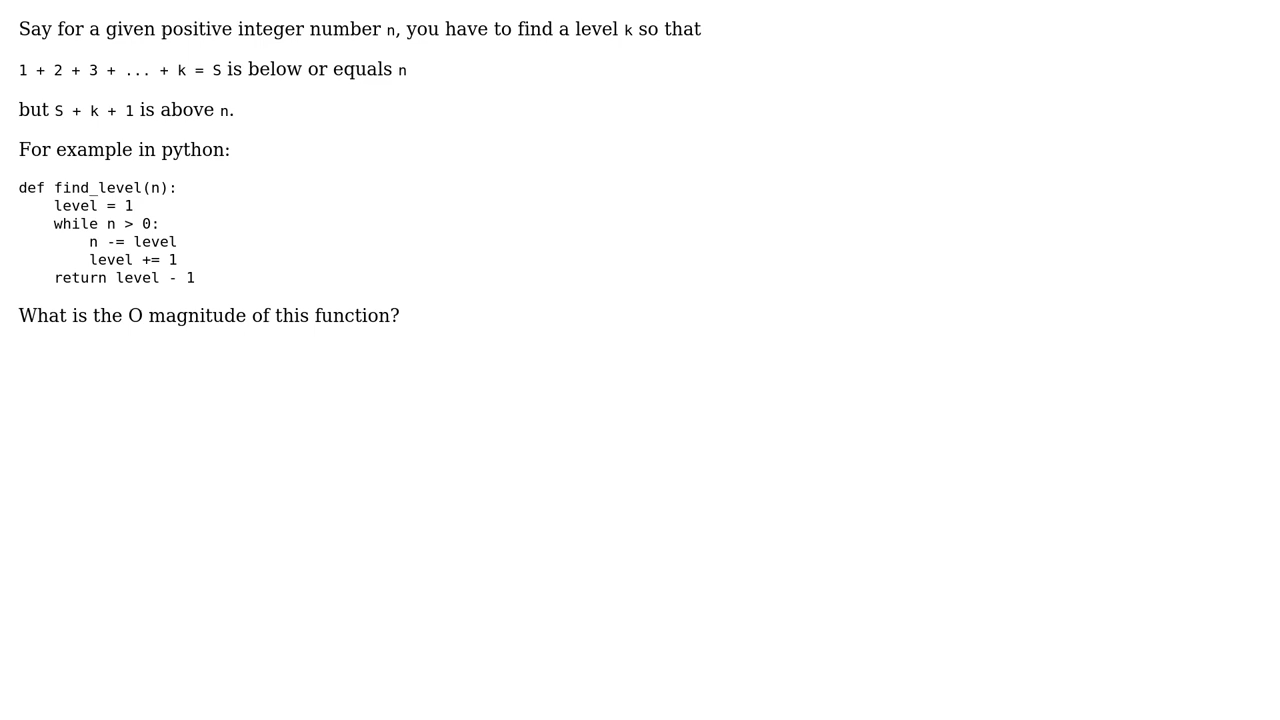 Say for a given positive integer number n, you have to find a level k so that
1 + 2 + 3 + ... + k = S is below or equals n
but S + k + 1 is above n.
For example in python:
def find_level(n):
    level = 1
    while n > 0:
        n -= level
        level += 1
    return level - 1
What is the O magnitude of this function?